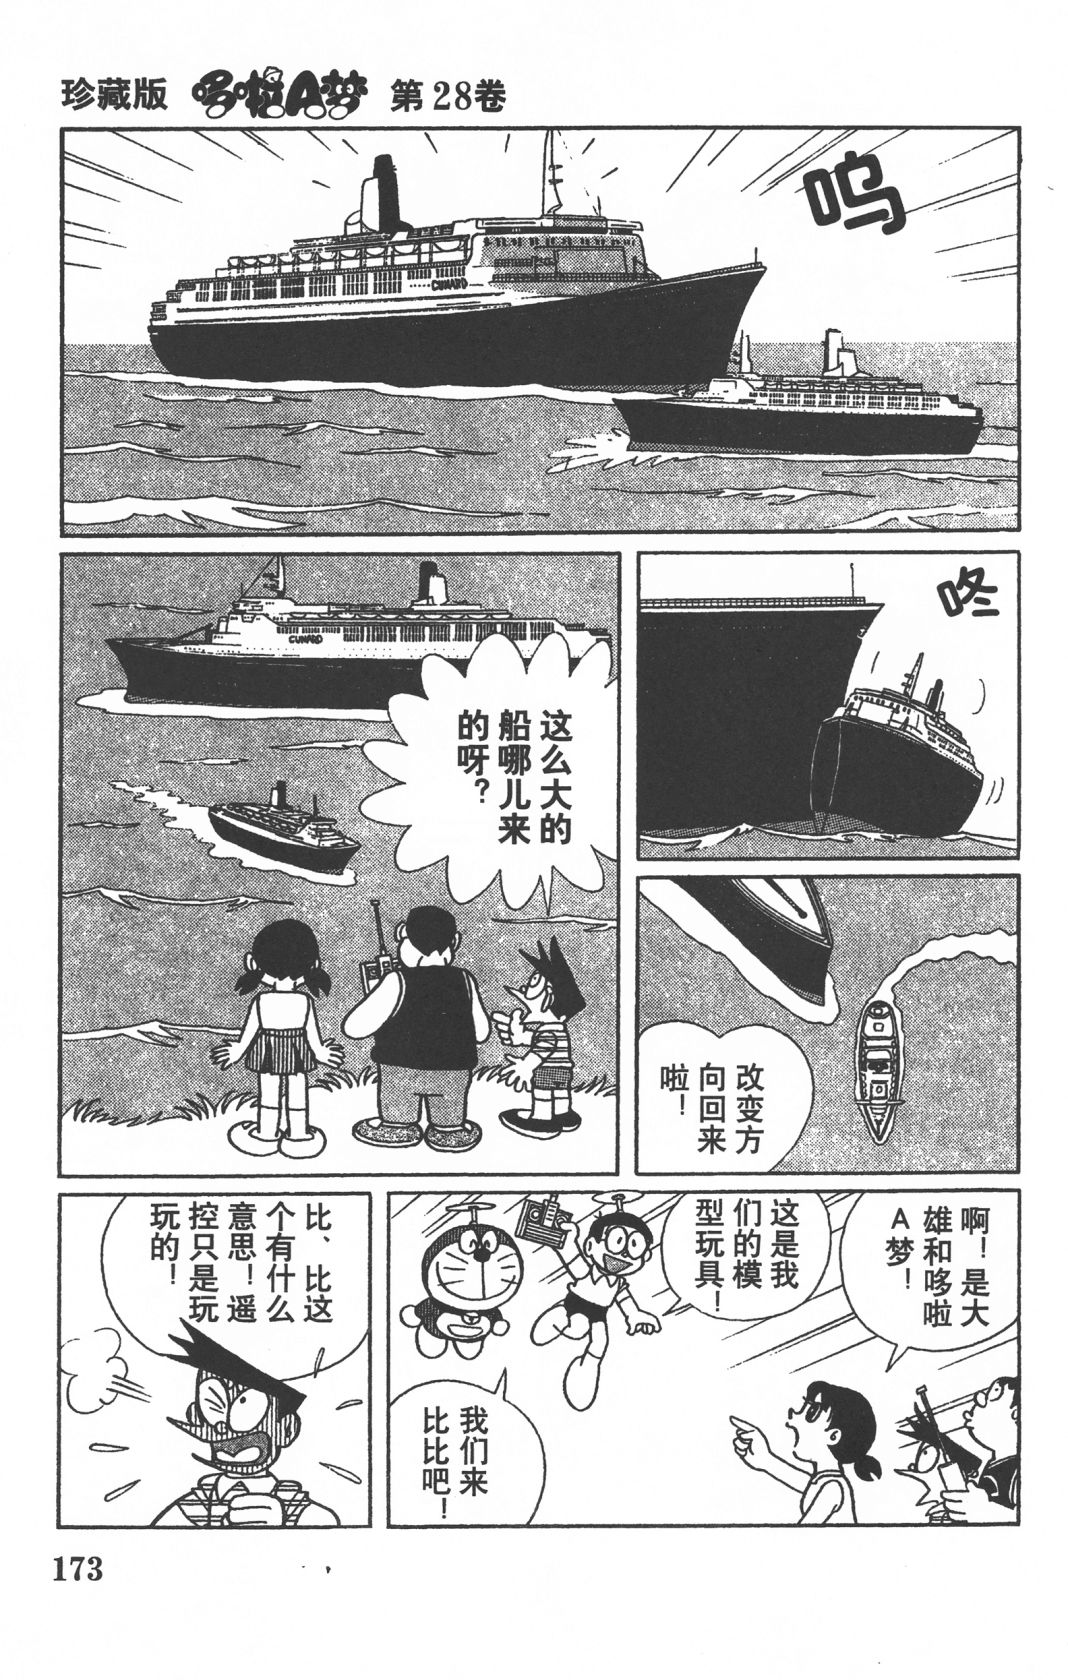 珍藏版 哆啦A梦 第28卷
呜
CUNARD
咚
CUNARD
这么大的
船哪儿来
的呀?
改变方
向回来
啦!
啊!是大
雄和哆啦
A梦!
这是我
们的模
型玩具!
我们来
比比吧!
比、比这
个有什么
意思!遥
控只是玩
玩的!
173